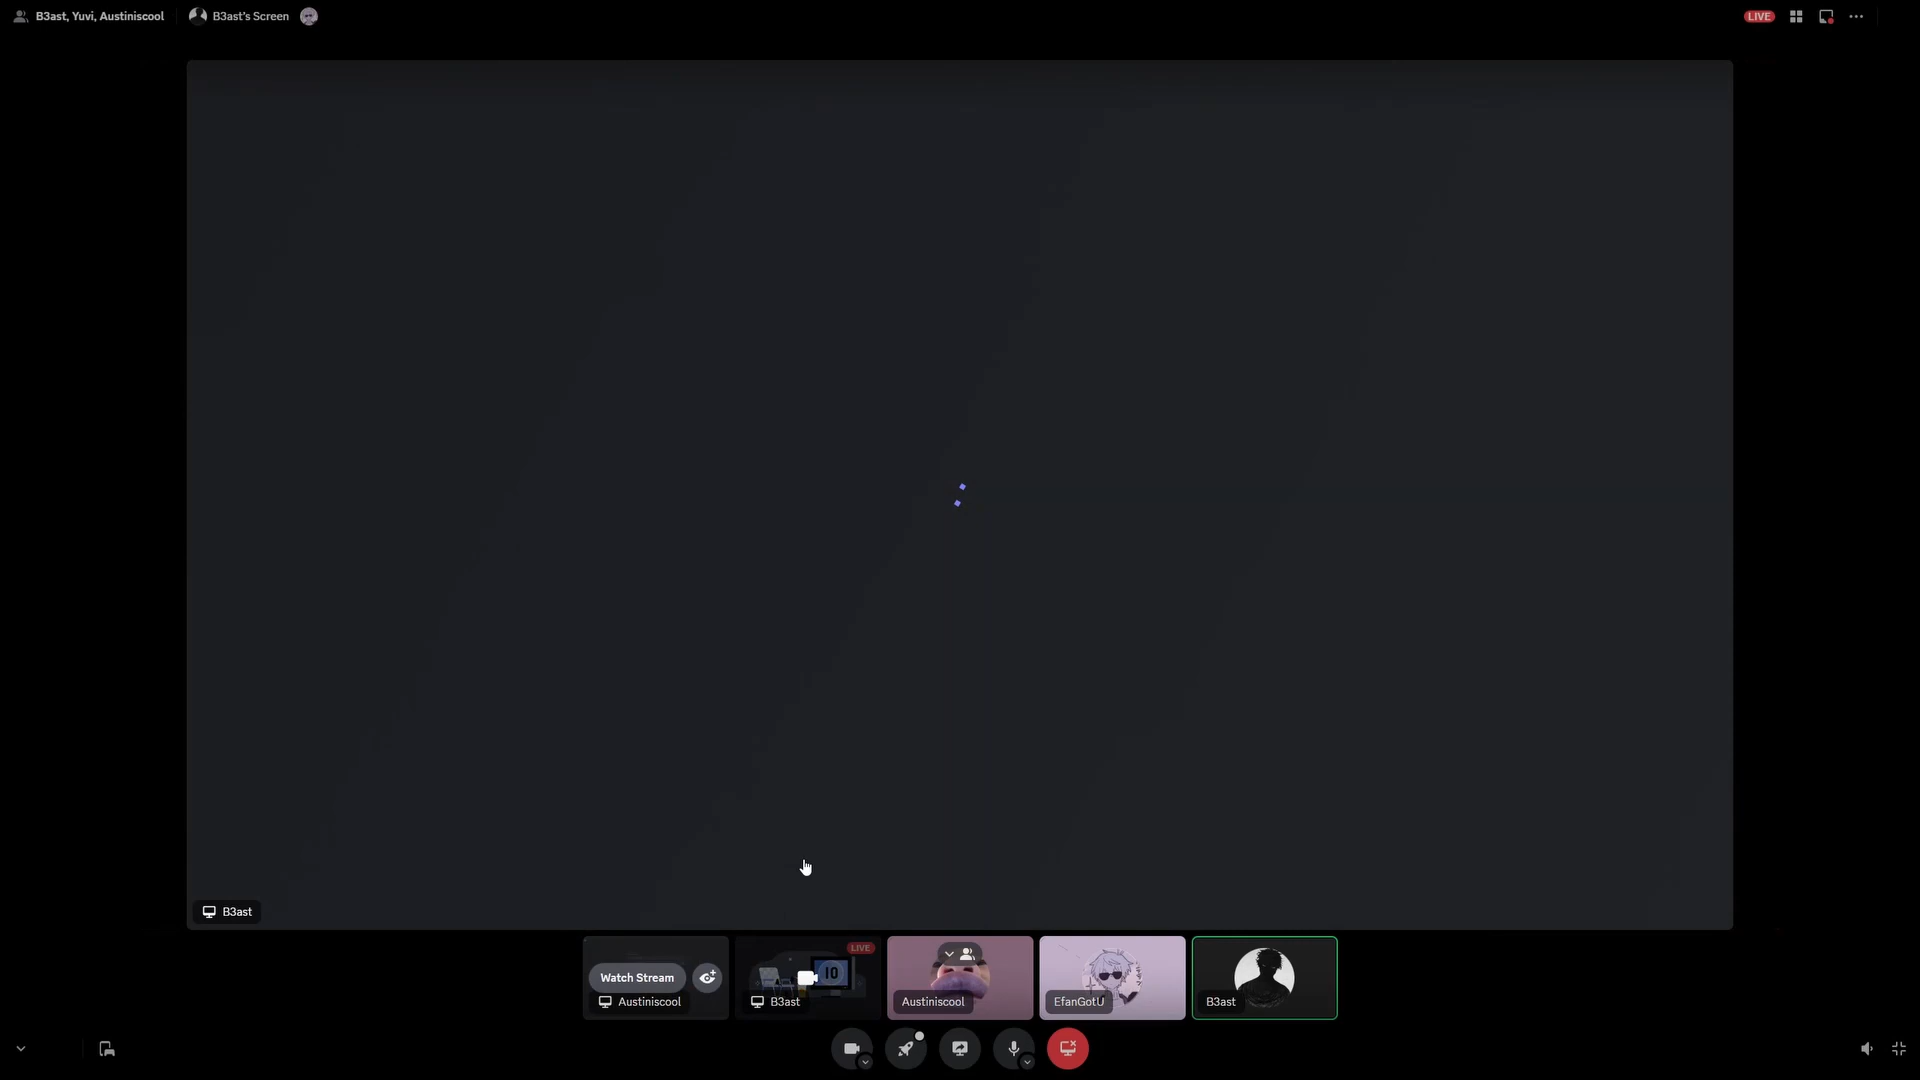 B3ast, Yuvi, Austiniscool
B3ast's Screen
LIVE
B3ast
Watch Stream
Austiniscool
LIVE
10
B3ast
Austiniscool
EfanGotU
B3ast